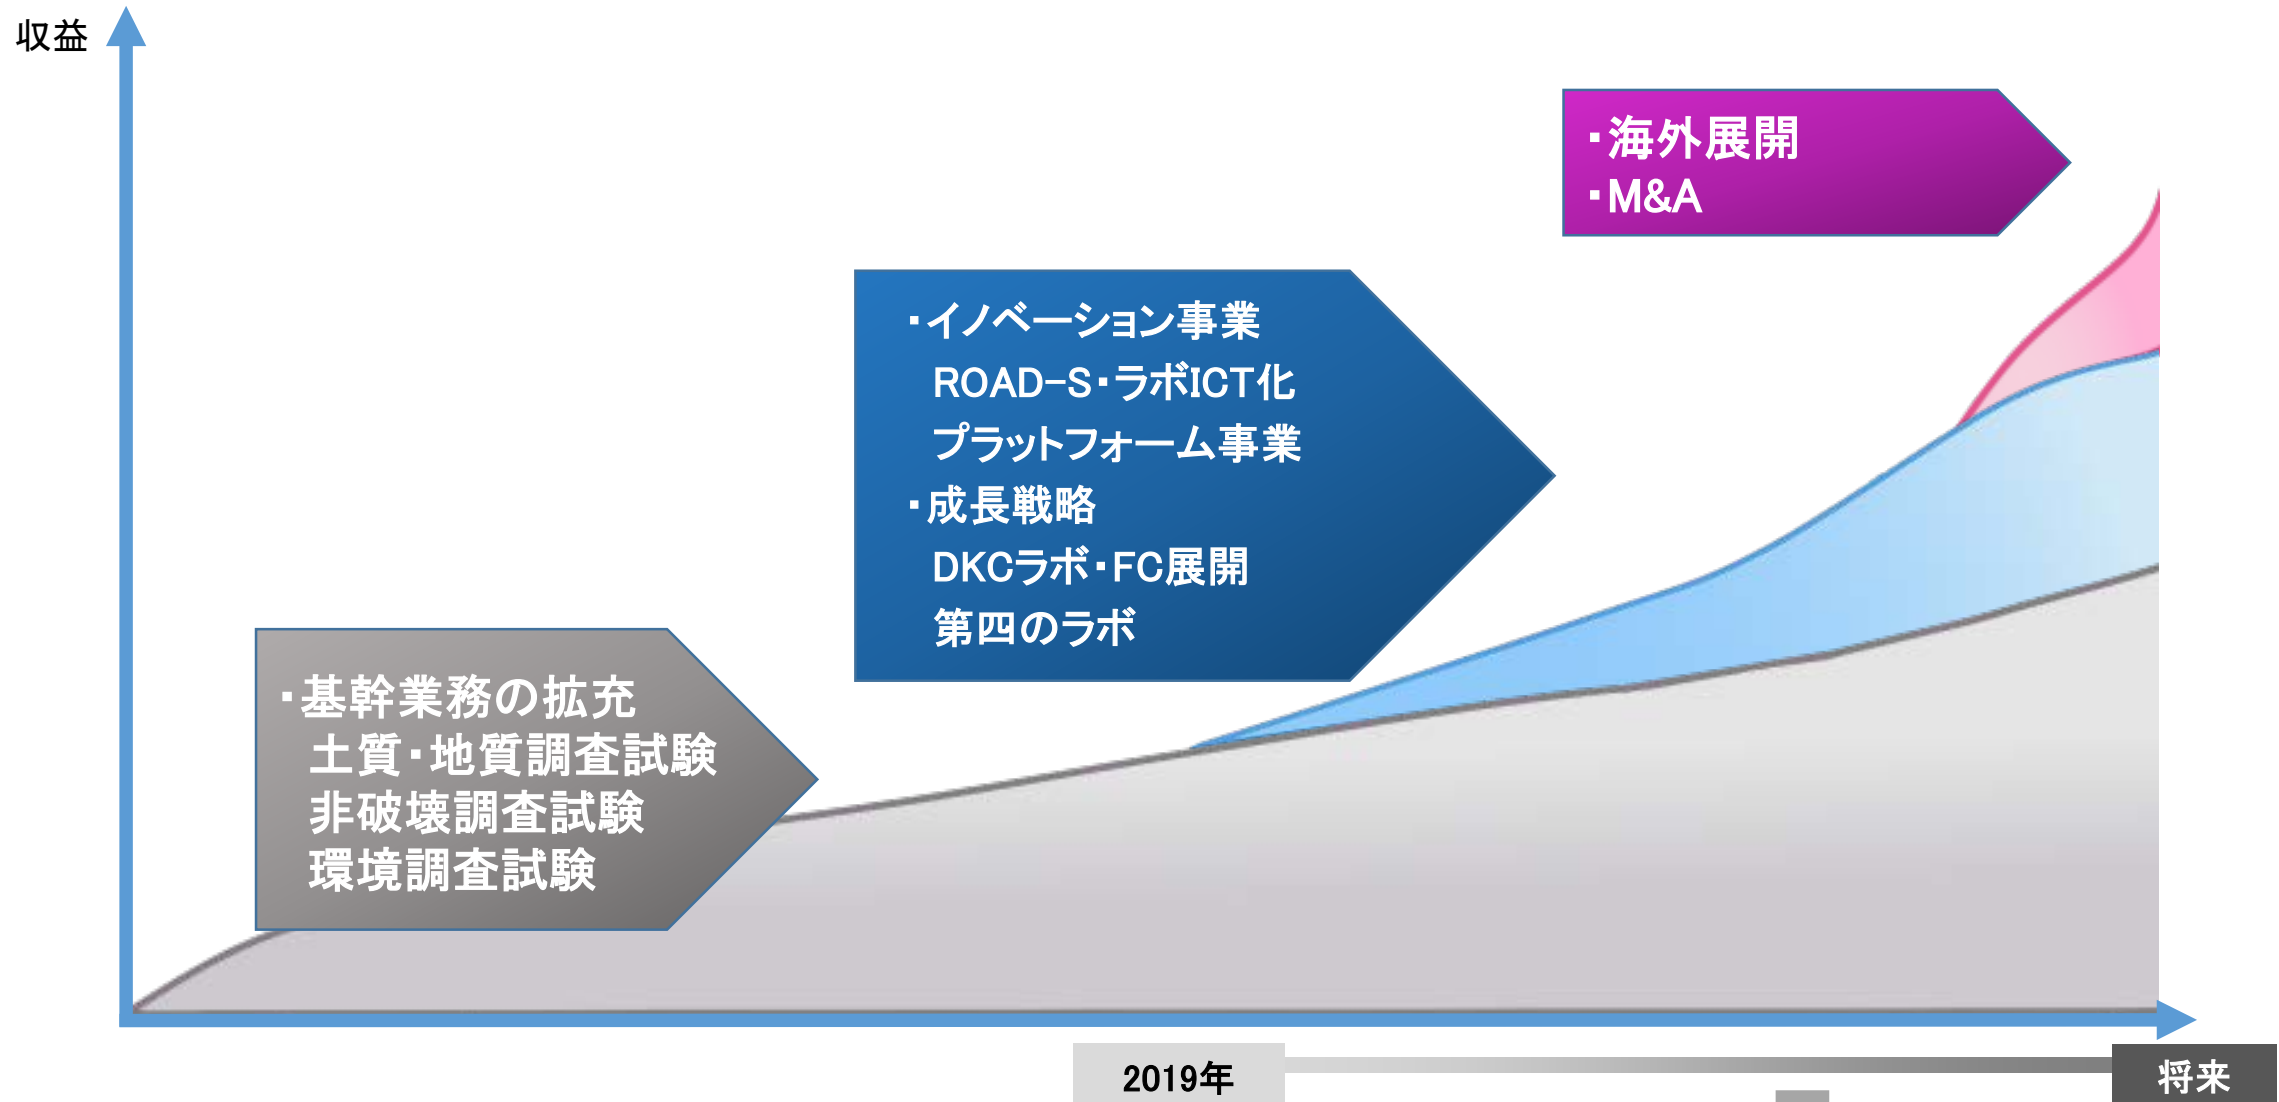 収益
・海外展開
・M&A
・イノベーション事業
ROAD-S・ラボICT化
プラットフォーム事業
・成長戦略
DKCラボ・FC展開
第四のラボ
・基幹業務の拡充
土質・地質調査試験
非破壊調査試験
環境調査試験
2019年
将来